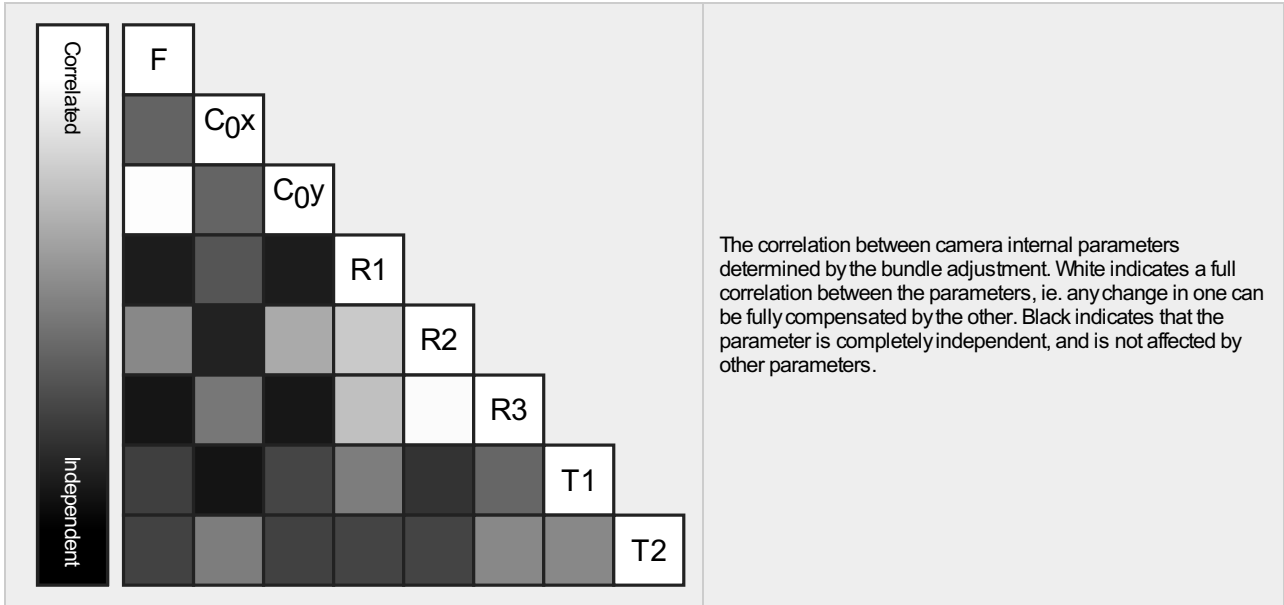 Correlated
Independent
F
C0x
C0y
R1
R2
R3
T1
T2
The correlation between camera internal parameters
determined by the bundle adjustment. White indicates a full
correlation between the parameters, ie. any change in one can
be fully compensated by the other. Black indicates that the
parameter is completely independent, and is not affected by
other parameters.